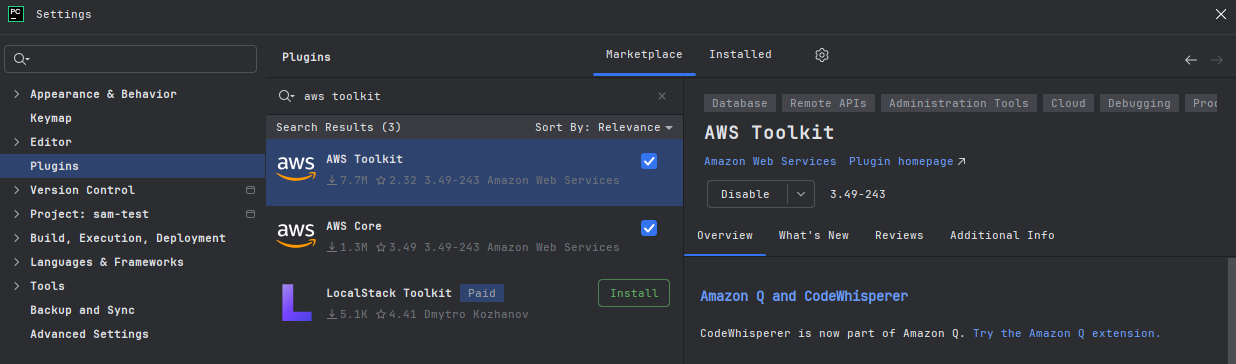 PC
Settings
Plugins
Marketplace
Installed
Appearance & Behavior
Keymap
Editor
Plugins
Version Control
Project: sam-test
Build, Execution, Deployment
Languages & Frameworks
Tools
Backup and Sync
Advanced Settings
aws toolkit
Search Results (3)
Sort By: Relevance
aws
AWS Toolkit
7.7M 2.32 3.49-243 Amazon Web Services
aws
AWS Core
1.3M 3.49 3.49-243 Amazon Web Services
LocalStack Toolkit Paid
Install
5.1K 4.41 Dmytro Kozhanov
Database Remote APIs Administration Tools Cloud Debugging
AWS Toolkit
Amazon Web Services Plugin homepage
Disable 3.49-243
Overview What's New Reviews Additional Info
Amazon Q and CodeWhisperer
CodeWhisperer is now part of Amazon Q. Try the Amazon Q extension.